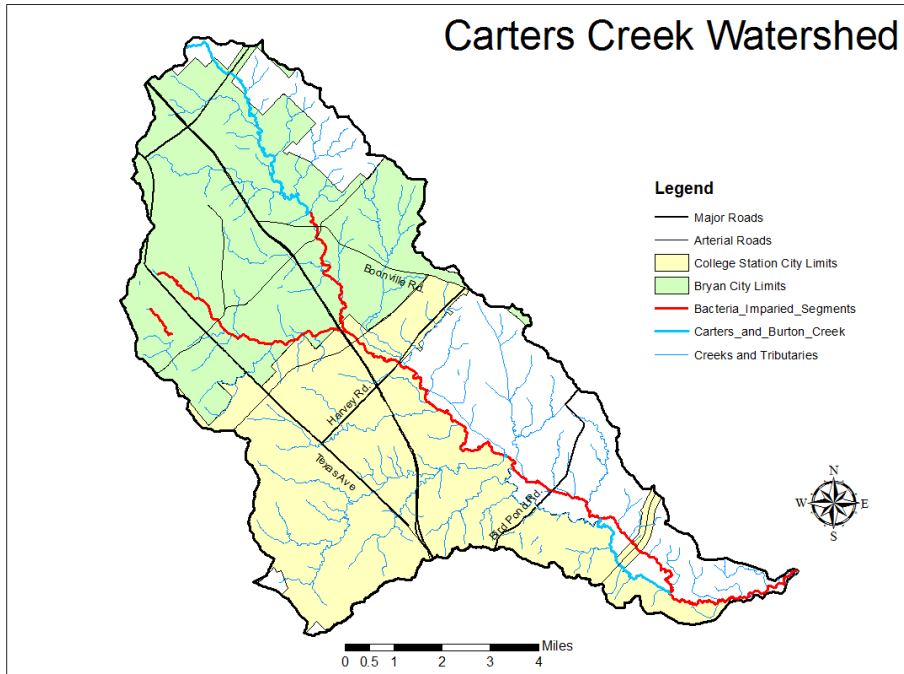 Carters Creek Watershed
Legend
Major Roads
Arterial Roads
College Station City Limits
Bryan City Limits
Bacteria_Imparied_Segments
Carters_and_Burton_Creek
Creeks and Tributaries
Boonville Rd.
Harvey Rd.
Texas Ave
Bird Pond Rd.
N
W E
S
Miles
0 0.5 1 2 3 4